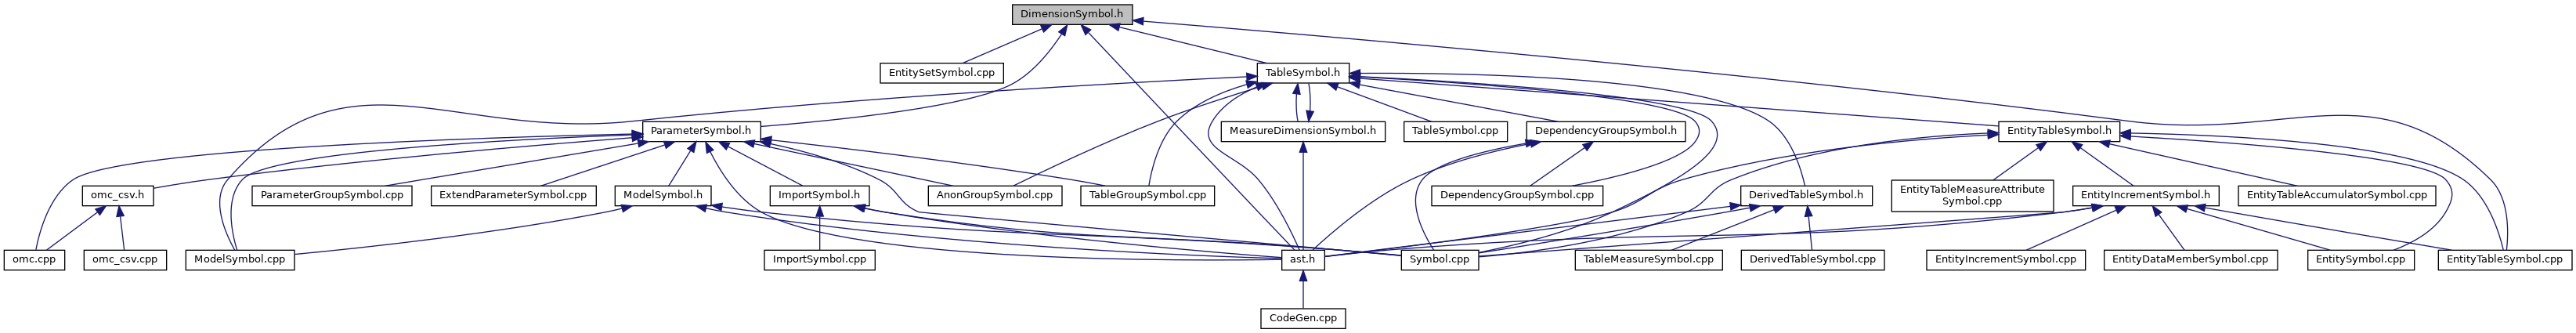 DimensionSymbol.h
EntitySetSymbol.cpp
TableSymbol.h
ParameterSymbol.h
MeasureDimensionSymbol.h
TableSymbol.cpp
DependencyGroupSymbol.h
EntityTableSymbol.h
omc_csv.h
ParameterGroupSymbol.cpp
ExtendParameterSymbol.cpp
ModelSymbol.h
ImportSymbol.h
AnonGroupSymbol.cpp
TableGroupSymbol.cpp
DependencyGroupSymbol.cpp
DerivedTableSymbol.h
EntityTableMeasureAttribute
Symbol.cpp
EntityIncrementSymbol.h
EntityTableAccumulatorSymbol.cpp
omc.cpp
omc_csv.cpp
ModelSymbol.cpp
ImportSymbol.cpp
ast.h
Symbol.cpp
TableMeasureSymbol.cpp
DerivedTableSymbol.cpp
EntityIncrementSymbol.cpp
EntityDataMemberSymbol.cpp
EntitySymbol.cpp
EntityTableSymbol.cpp
CodeGen.cpp